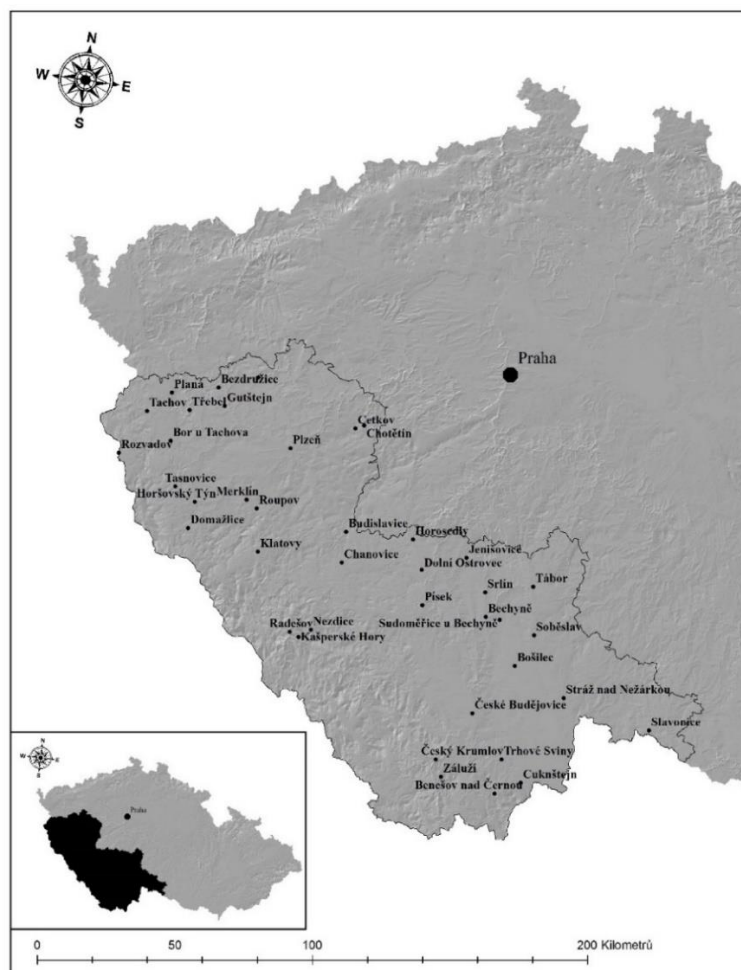 N
W
E
S
Praha
Plana
Bezdružice
Tachov
Třebel
Gutštejn
Cetkov
Chotětín
Bor u Tachova
Rozvadov
Plzeň
Tasnovice
Horšovský Týn
Merklín
Roupov
Domažlice
Budislavice
Horosedly
Klatovy
Chanovice
Jenišovice
Dolní Ostrovec
Srlín
Tábor
Písek
Bechyně
Radešov
Nezdice
Sudoměřice u Bechyně
Kašperské Hory
Soběslav
Bošilec
Stráž nad Nežárkou
České Budějovice
Slavonice
Český Krumlov
Trhové Sviny
Záluží
Cuknštejn
Benešov nad Černou
N
W
E
S
Praha
0
50
100
200 Kilometrů